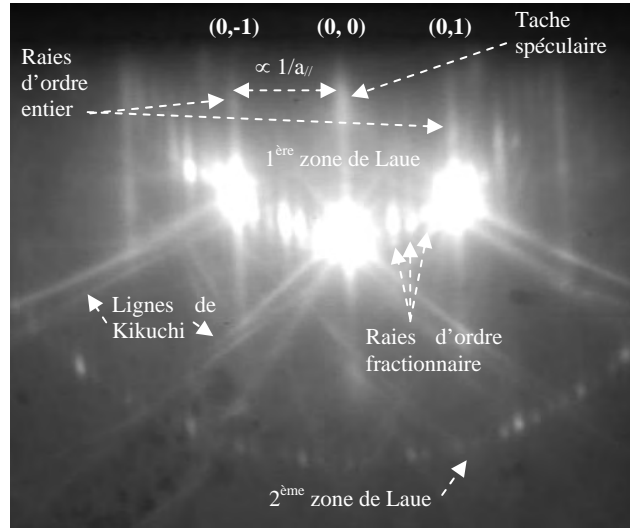 (0,-1)
(0, 0)
(0,1)
Tache
spéculaire
Raies
d'ordre
entier
∝ 1/a//
1ère zone de Laue
Lignes de
Kikuchi
Raies d'ordre
fractionnaire
2ème zone de Laue